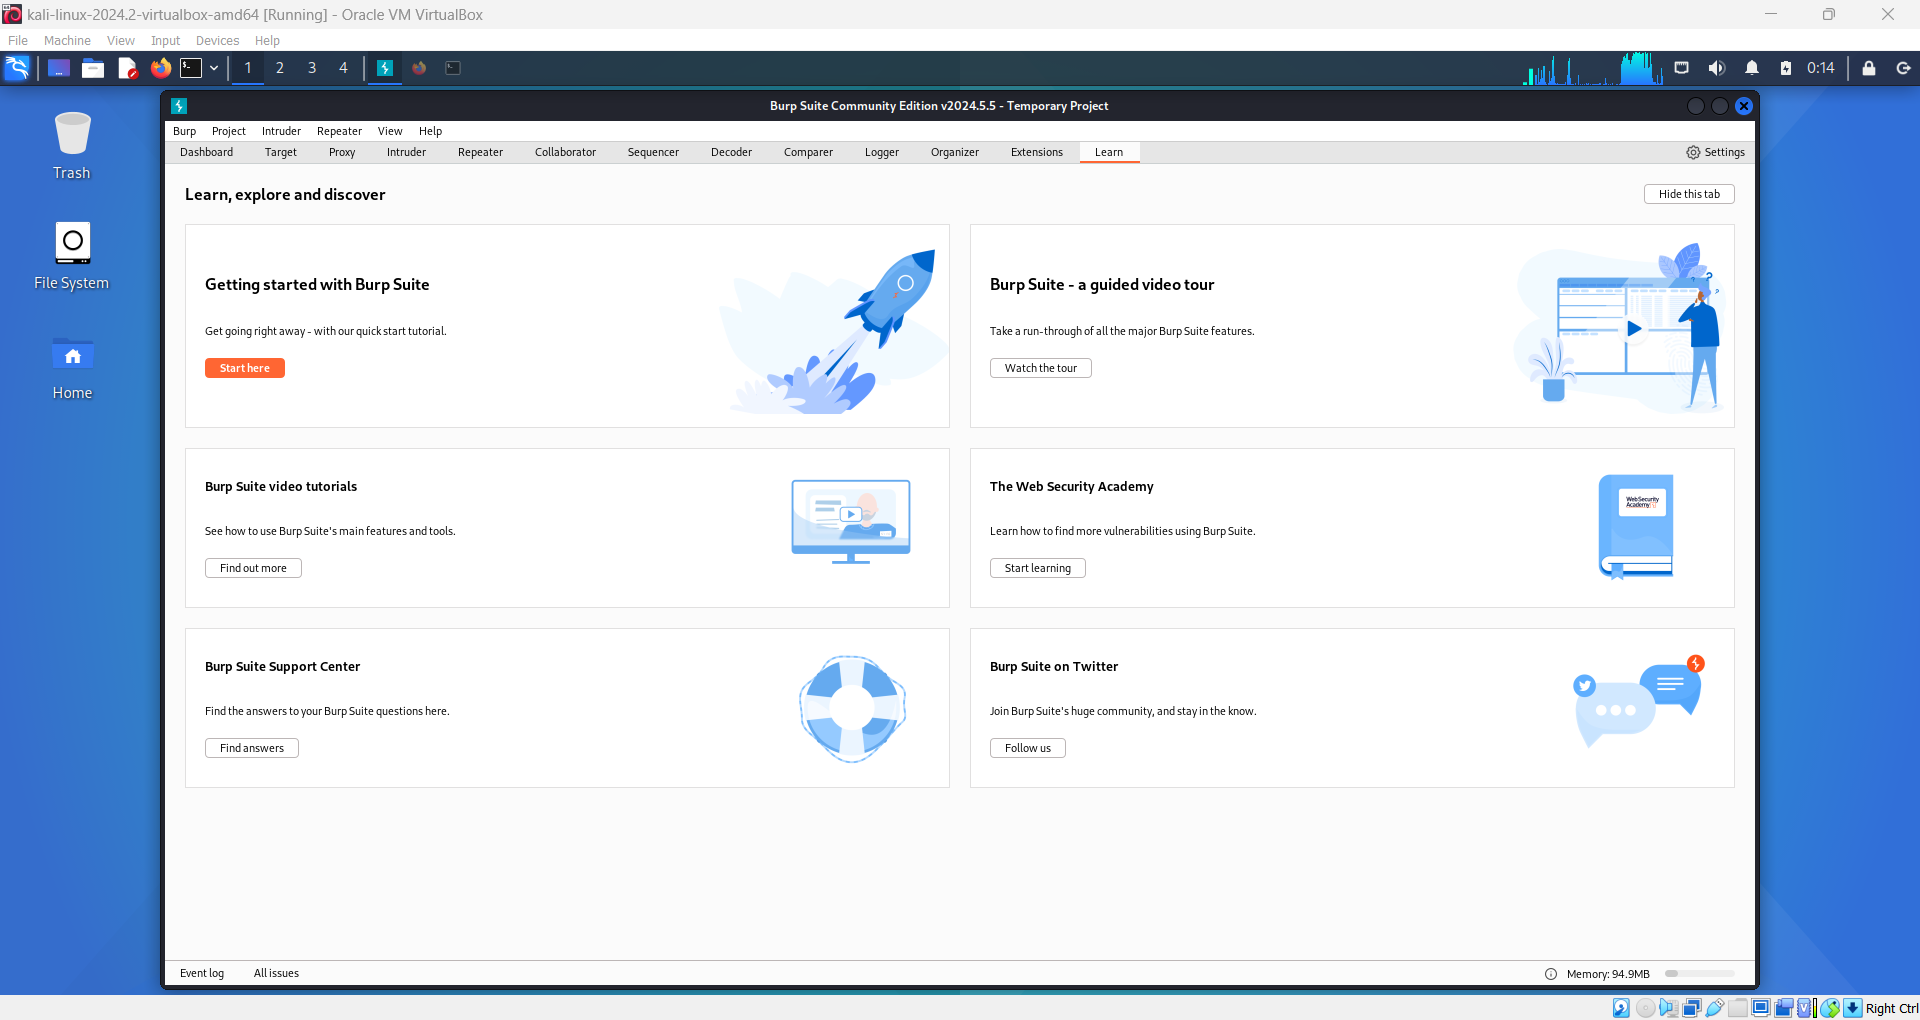 kali-linux-2024.2-virtualbox-amd64 [Running] - Oracle VM VirtualBox
File Machine View Input Devices Help
1 2 3 4 0:14
Burp Suite Community Edition v2024.5.5 - Temporary Project
Burp Project Intruder Repeater View Help
Dashboard Target Proxy Intruder Repeater Collaborator Sequencer Decoder Comparer Logger Organizer Extensions Learn Settings
Trash
File System
Home
Learn, explore and discover
Hide this tab
Getting started with Burp Suite
Get going right away - with our quick start tutorial.
Start here
Burp Suite - a guided video tour
Take a run-through of all the major Burp Suite features.
Watch the tour
Burp Suite video tutorials
See how to use Burp Suite's main features and tools.
Find out more
The Web Security Academy
Learn how to find more vulnerabilities using Burp Suite.
Start learning
WebSecurity
Academy
Burp Suite Support Center
Find the answers to your Burp Suite questions here.
Find answers
Burp Suite on Twitter
Join Burp Suite's huge community, and stay in the know.
Follow us
Event log All issues Memory: 94.9MB
Right Ctrl